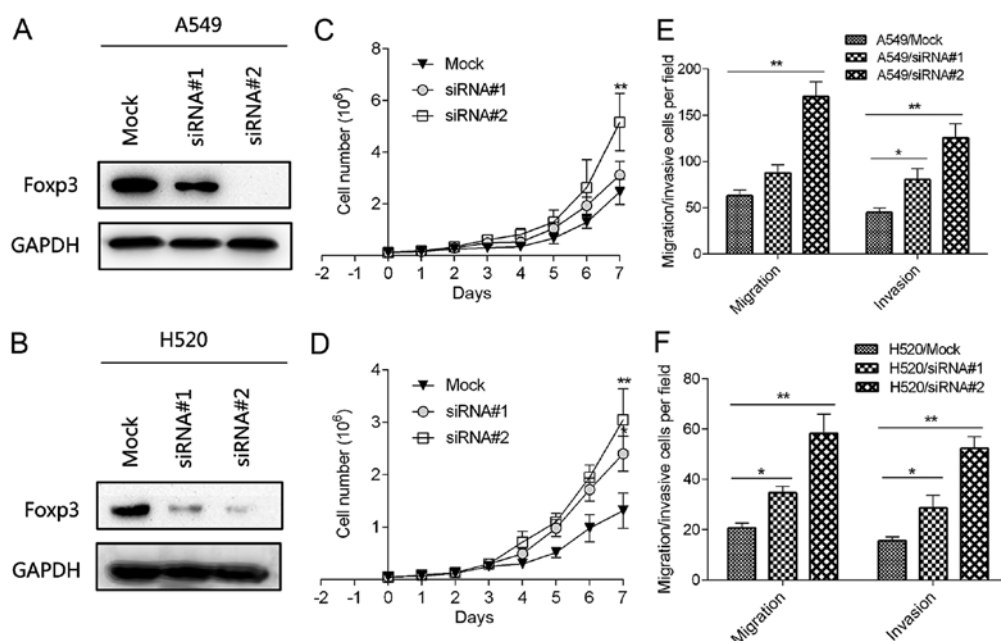 A
A549
Mock
siRNA#1
siRNA#2
Foxp3
GAPDH
B
H520
Mock
siRNA#1
siRNA#2
Foxp3
GAPDH
C
Cell number (10⁶)
8
6
4
2
Mock
siRNA#1
siRNA#2
**
-2 -1 0 1 2 3 4 5 6 7
Days
D
Cell number (10⁶)
4
3
2
1
Mock
siRNA#1
siRNA#2
**
*
-2 -1 0 1 2 3 4 5 6 7
Days
E
A549/Mock
A549/siRNA#1
A549/siRNA#2
Migration/invasive cells per field
200
150
100
50
0
**
**
*
Migration
Invasion
F
H520/Mock
H520/siRNA#1
H520/siRNA#2
Migration/invasive cells per field
80
60
40
20
0
**
*
**
*
Migration
Invasion